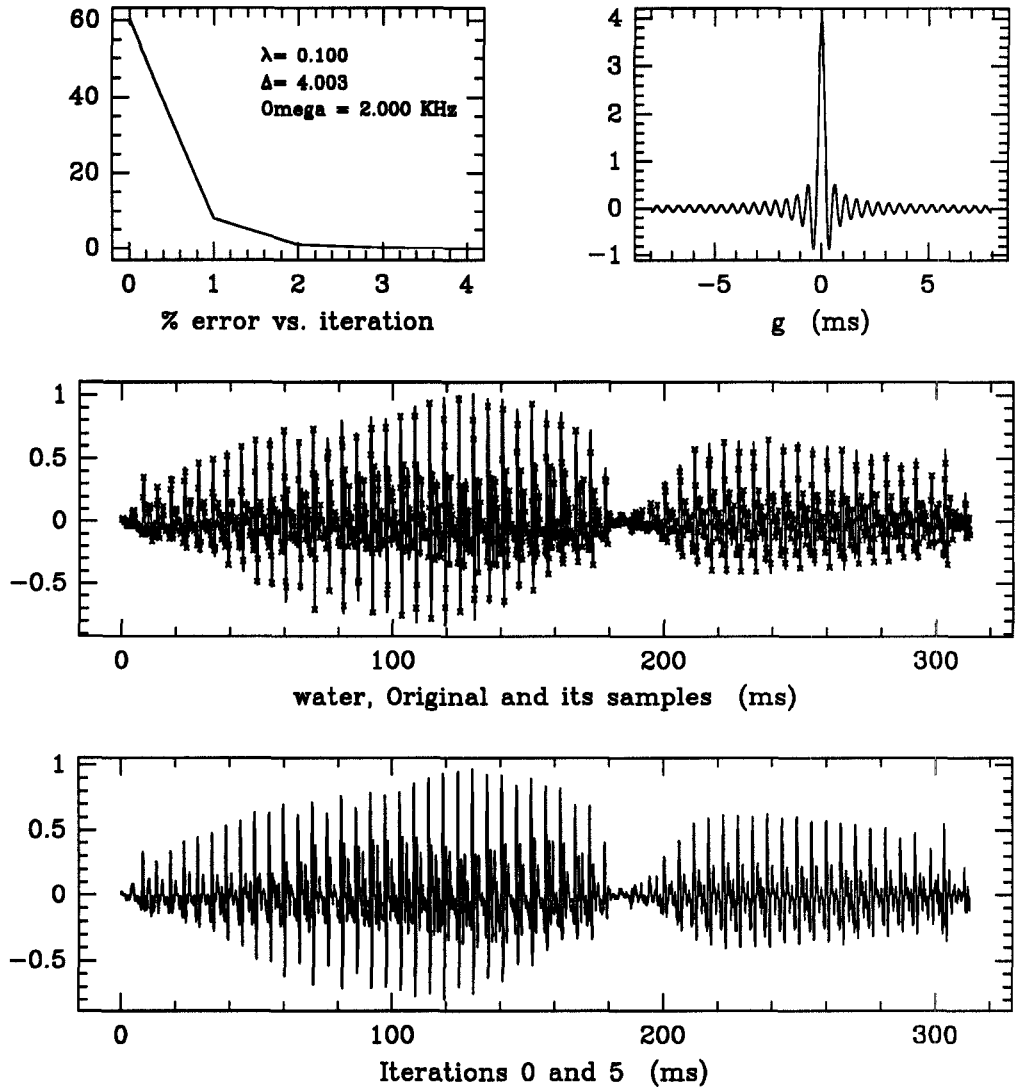 60
40
20
0
λ= 0.100
Δ= 4.003
Omega = 2.000 KHz
0 1 2 3 4
% error vs. iteration
4
3
2
1
0
−1
−5 0 5
g (ms)
1
0.5
0
−0.5
0 100 200 300
water, Original and its samples (ms)
1
0.5
0
−0.5
0 100 200 300
Iterations 0 and 5 (ms)